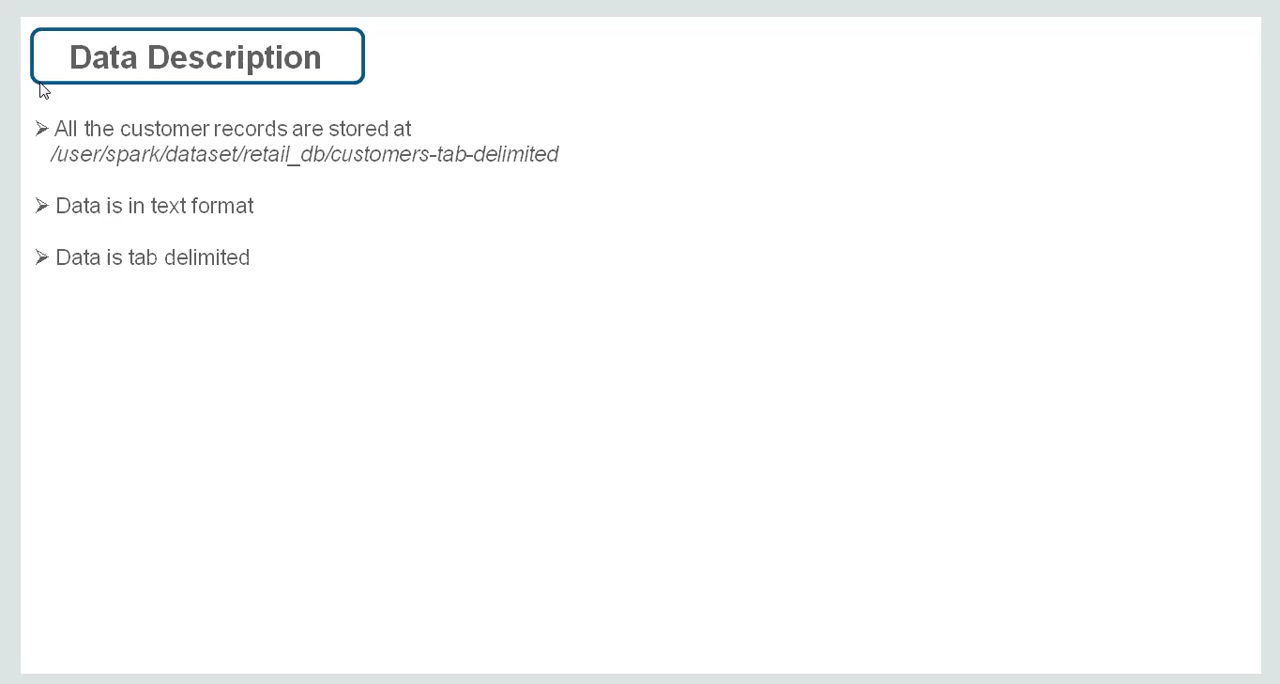 Data Description
➢ All the customer records are stored at
/user/spark/dataset/retail_db/customers-tab-delimited
➢ Data is in text format
➢ Data is tab delimited